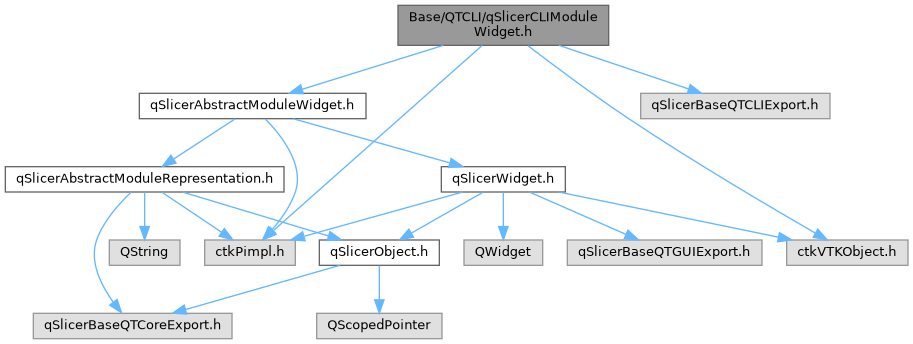 Base/QTCLI/qSlicerCLIModule
Widget.h
qSlicerAbstractModuleWidget.h
qSlicerBaseQTCLIExport.h
qSlicerAbstractModuleRepresentation.h
qSlicerWidget.h
QString
ctkPimpl.h
qSlicerObject.h
QWidget
qSlicerBaseQTGUIExport.h
ctkVTKObject.h
qSlicerBaseQTCoreExport.h
QScopedPointer